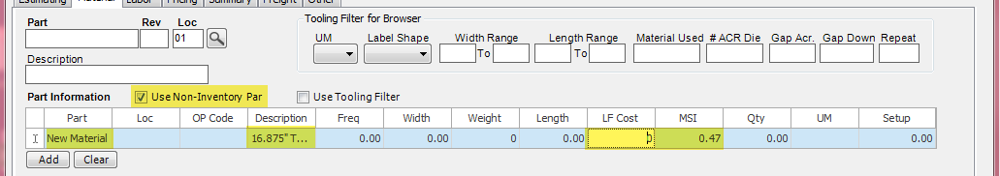 Estimating Material Labor Pricing Summary Freight Other
Part Rev Loc
01
Description
Tooling Filter for Browser
UM Label Shape Width Range Length Range Material Used # ACR Die Gap Acr. Gap Down Repeat
To To
Part Information Use Non-Inventory Par Use Tooling Filter
Part Loc OP Code Description Freq Width Weight Length LF Cost MSI Qty UM Setup
New Material 16.875" T... 0.00 0.00 0 0.00 0 0.47 0.00 0.00
Add Clear